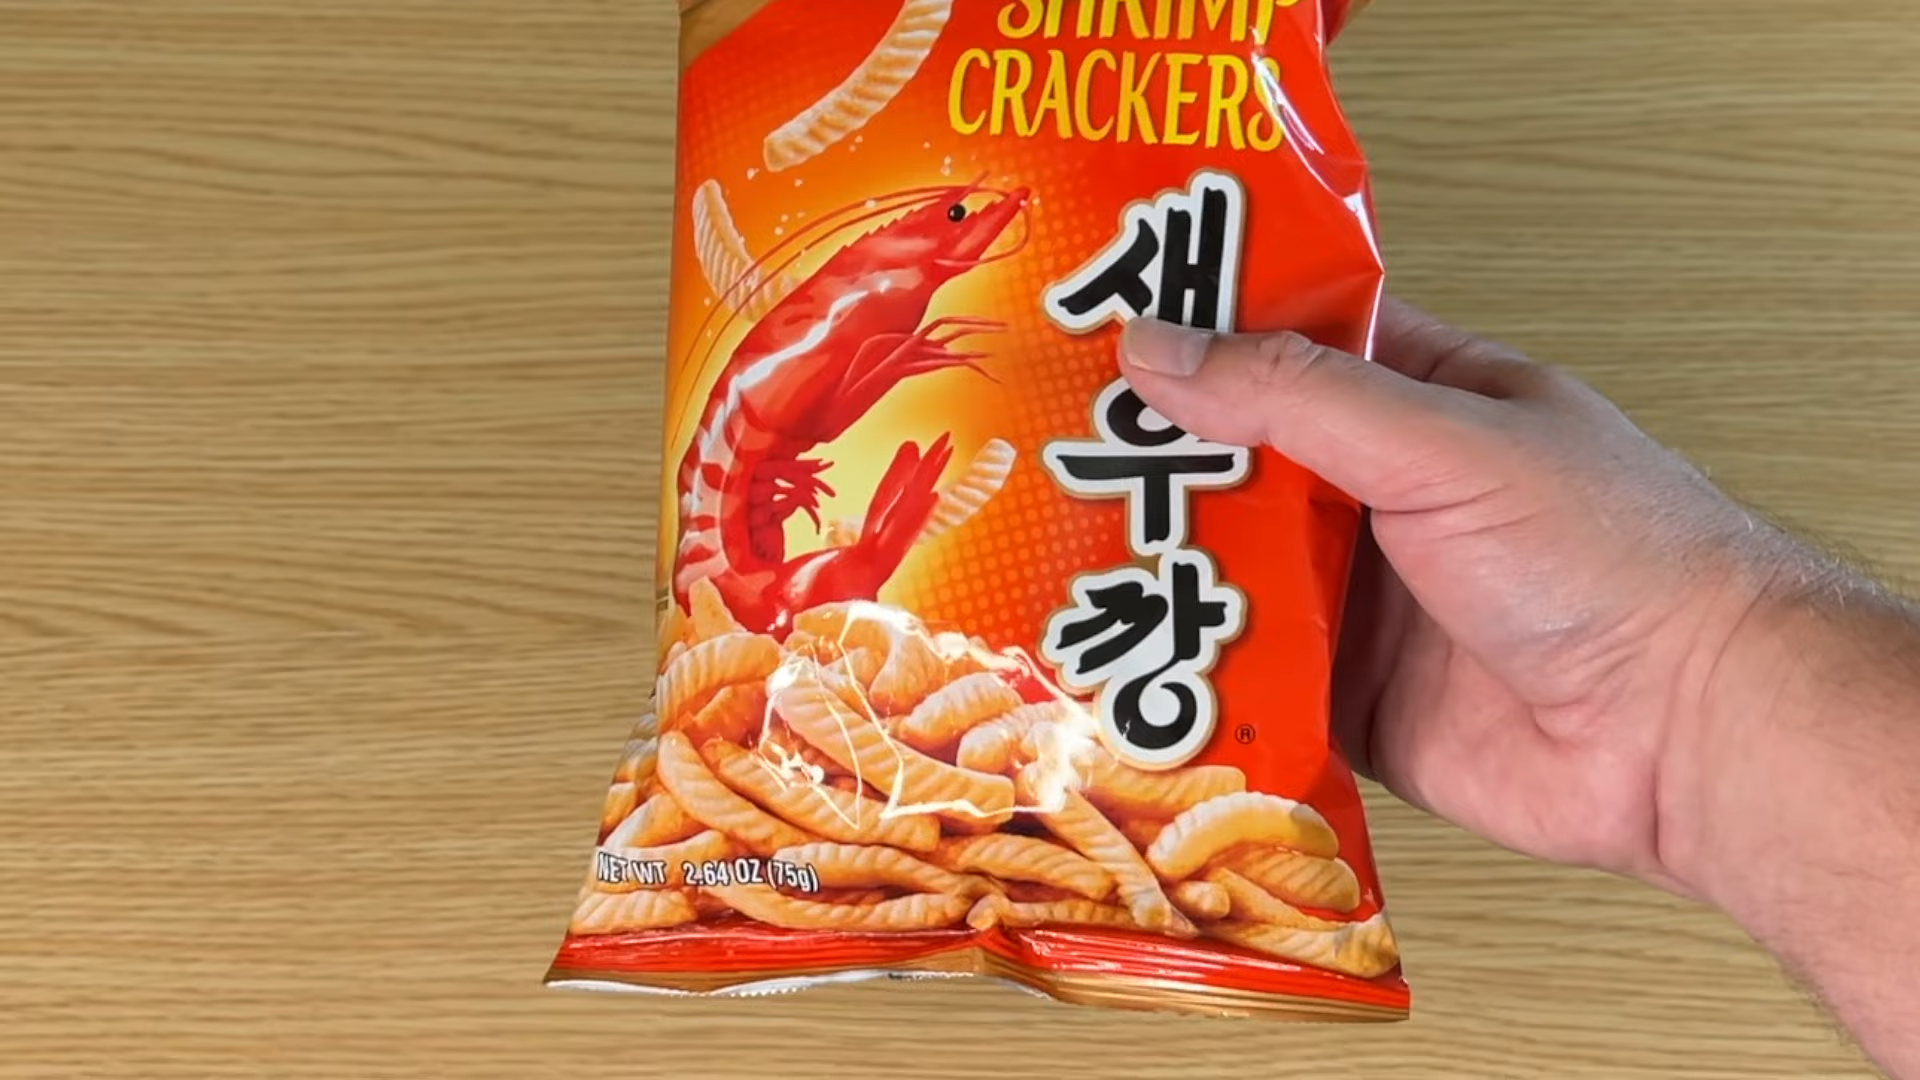 SHRIMP
CRACKERS
새우깡
®
NET WT 2.64 OZ (75g)